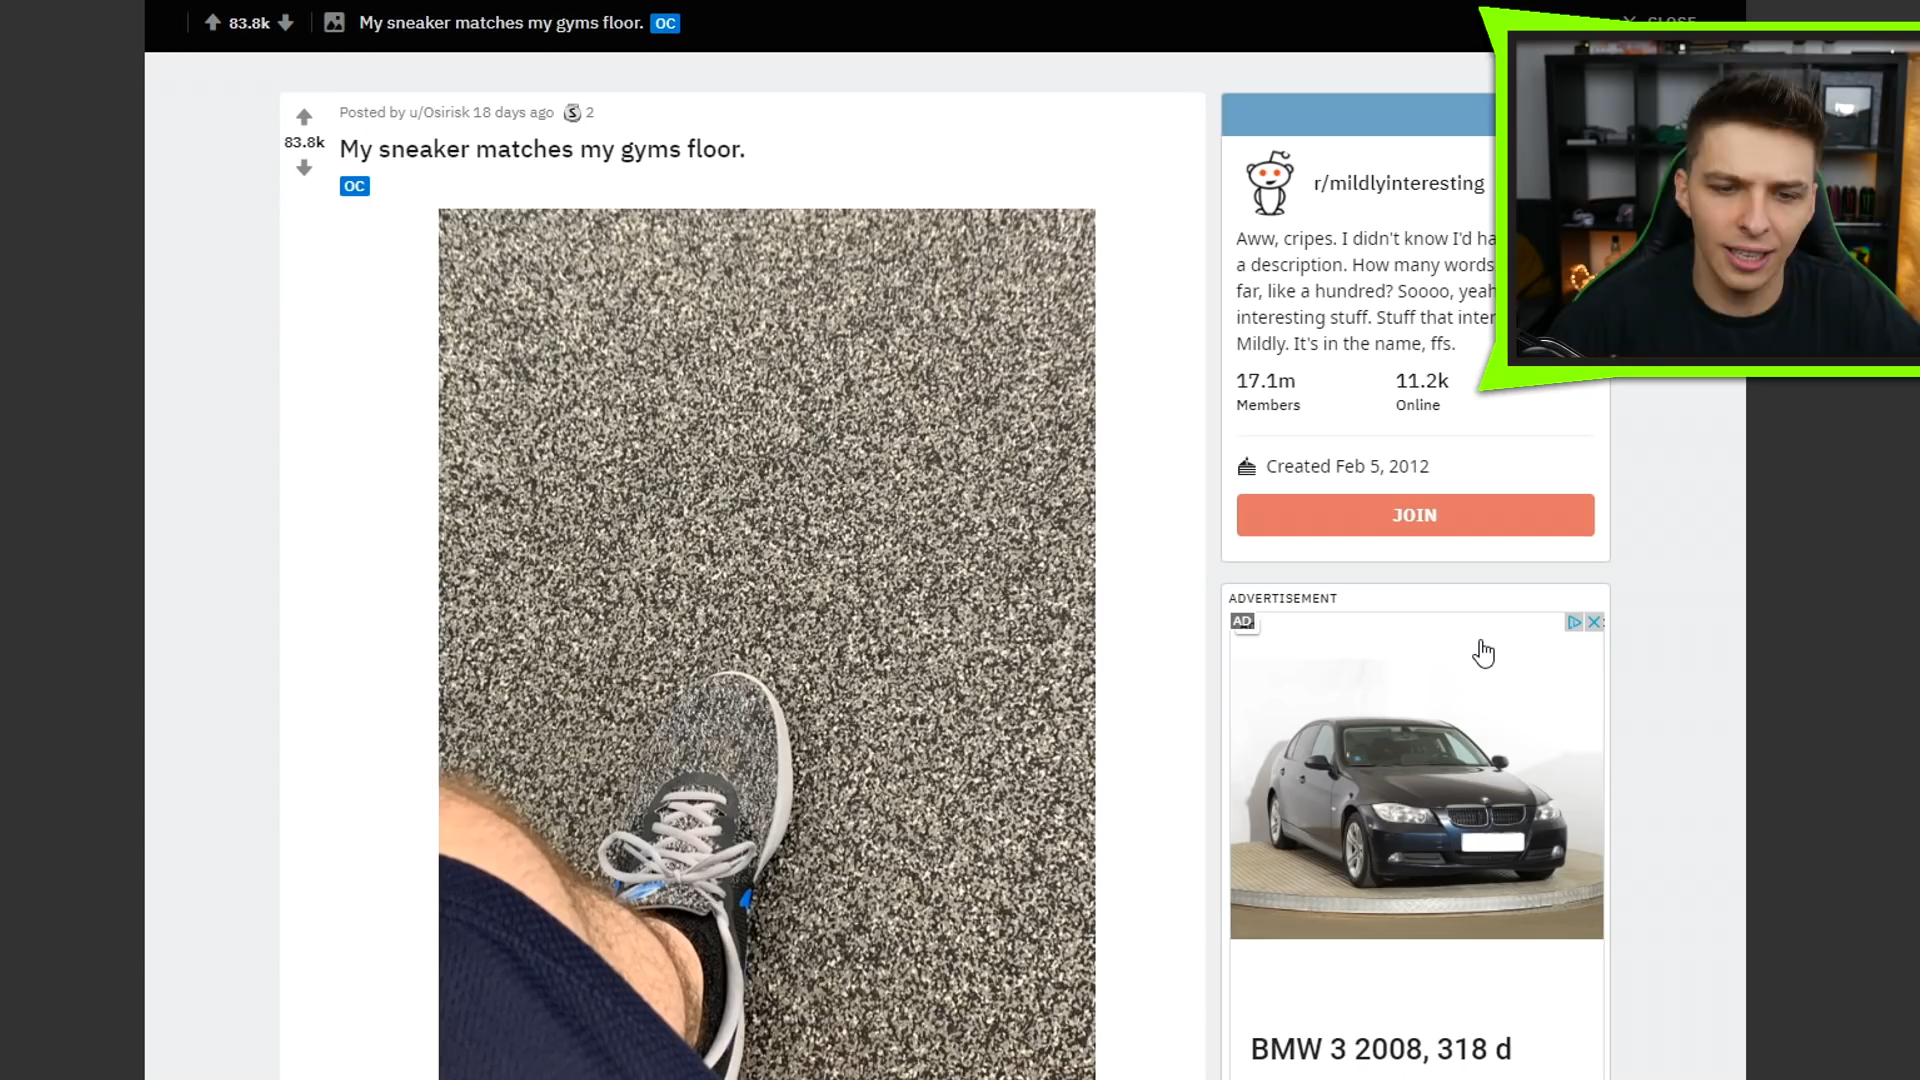 83.8k My sneaker matches my gyms floor. OC
CLOSE
Posted by u/Osirisk 18 days ago S 2
83.8k
My sneaker matches my gyms floor.
OC
r/mildlyinteresting
Aww, cripes. I didn't know I'd ha
a description. How many words
far, like a hundred? Soooo, yeah
interesting stuff. Stuff that inter
Mildly. It's in the name, ffs.
17.1m 11.2k
Members Online
Created Feb 5, 2012
JOIN
ADVERTISEMENT
AD
BMW 3 2008, 318 d